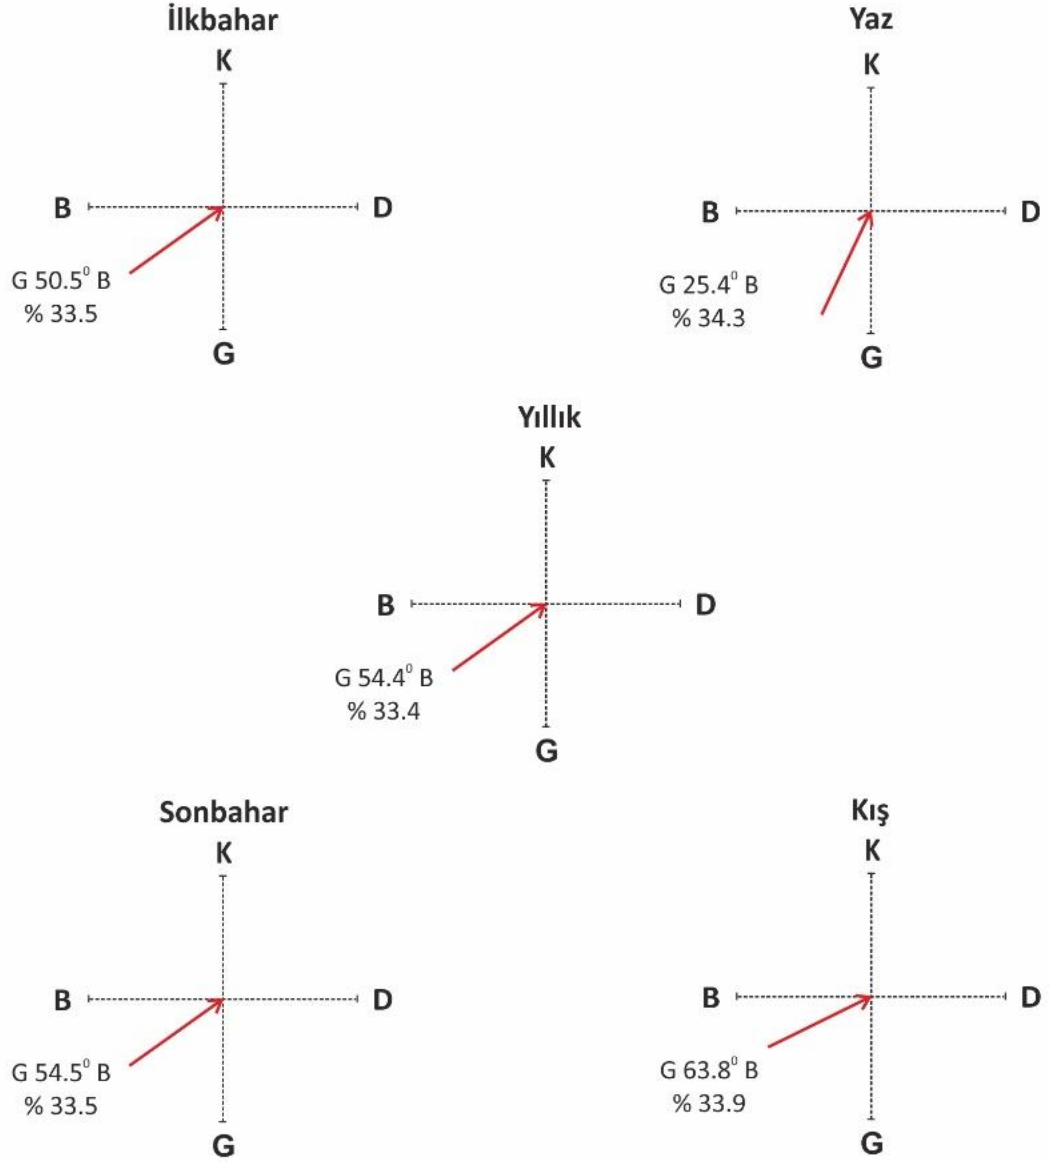 İlkbahar
K
B
D
G 50.5⁰ B
% 33.5
G
Yaz
K
B
D
G 25.4⁰ B
% 34.3
G
Yıllık
K
B
D
G 54.4⁰ B
% 33.4
G
Sonbahar
K
B
D
G 54.5⁰ B
% 33.5
G
Kış
K
B
D
G 63.8⁰ B
% 33.9
G